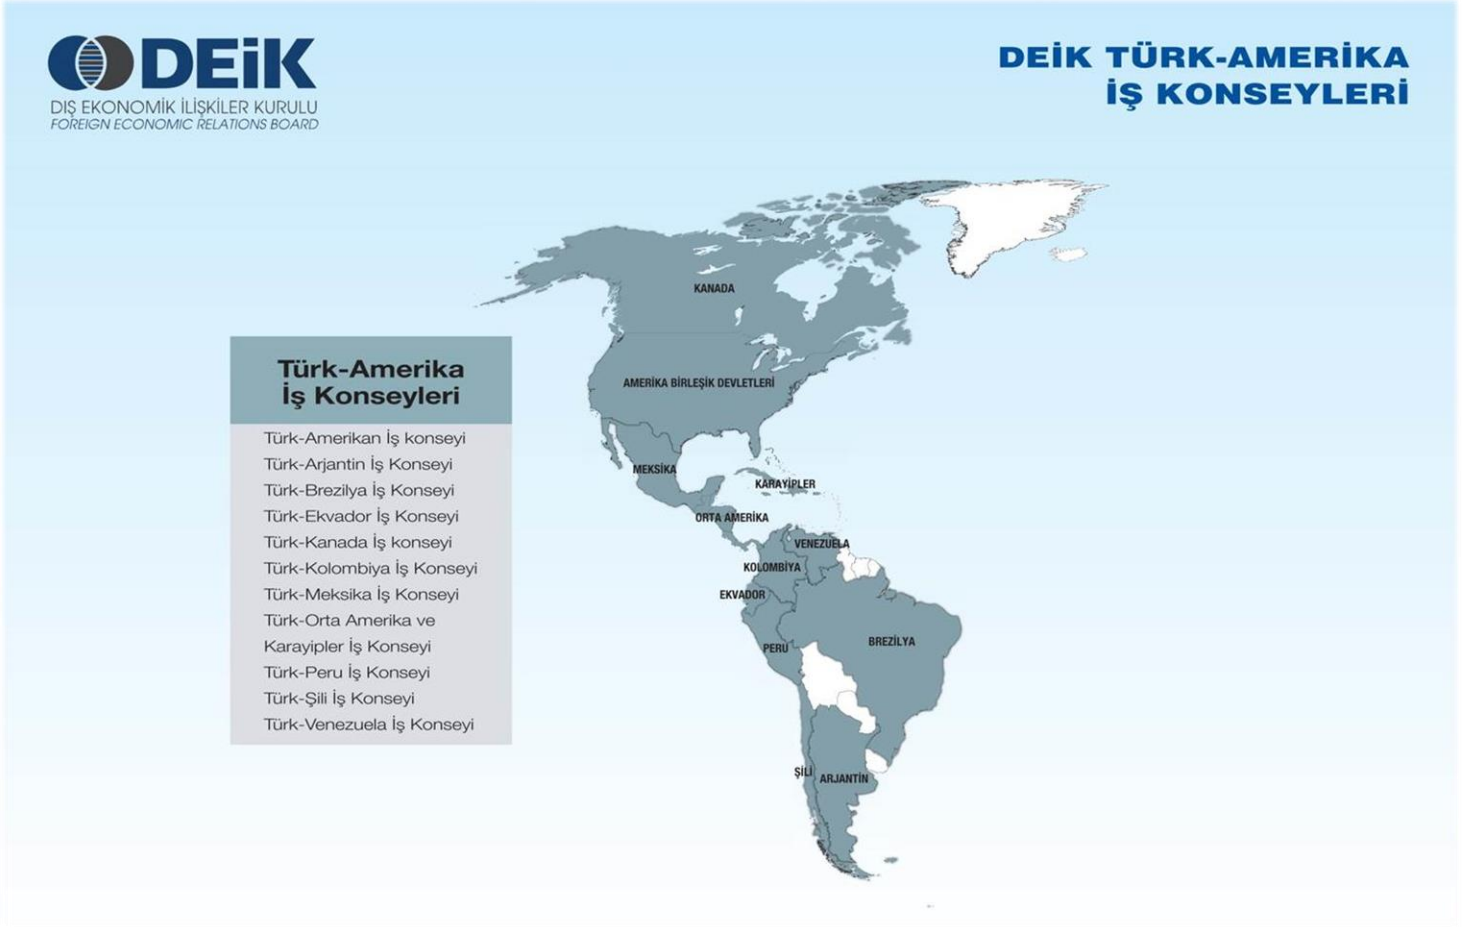 DEiK
DIŞ EKONOMİK İLİŞKİLER KURULU
FOREIGN ECONOMIC RELATIONS BOARD
DEİK TÜRK-AMERİKA
İŞ KONSEYLERİ
KANADA
AMERİKA BİRLEŞİK DEVLETLERİ
MEKSİKA
KARAYİPLER
ORTA AMERİKA
VENEZUELA
KOLOMBİYA
EKVADOR
BREZİLYA
PERU
ŞİLİ
ARJANTİN
Türk-Amerika
İş Konseyleri
Türk-Amerikan İş konseyi
Türk-Arjantin İş Konseyi
Türk-Brezilya İş Konseyi
Türk-Ekvador İş Konseyi
Türk-Kanada İş konseyi
Türk-Kolombiya İş Konseyi
Türk-Meksika İş Konseyi
Türk-Orta Amerika ve
Karayipler İş Konseyi
Türk-Peru İş Konseyi
Türk-Şili İş Konseyi
Türk-Venezuela İş Konseyi